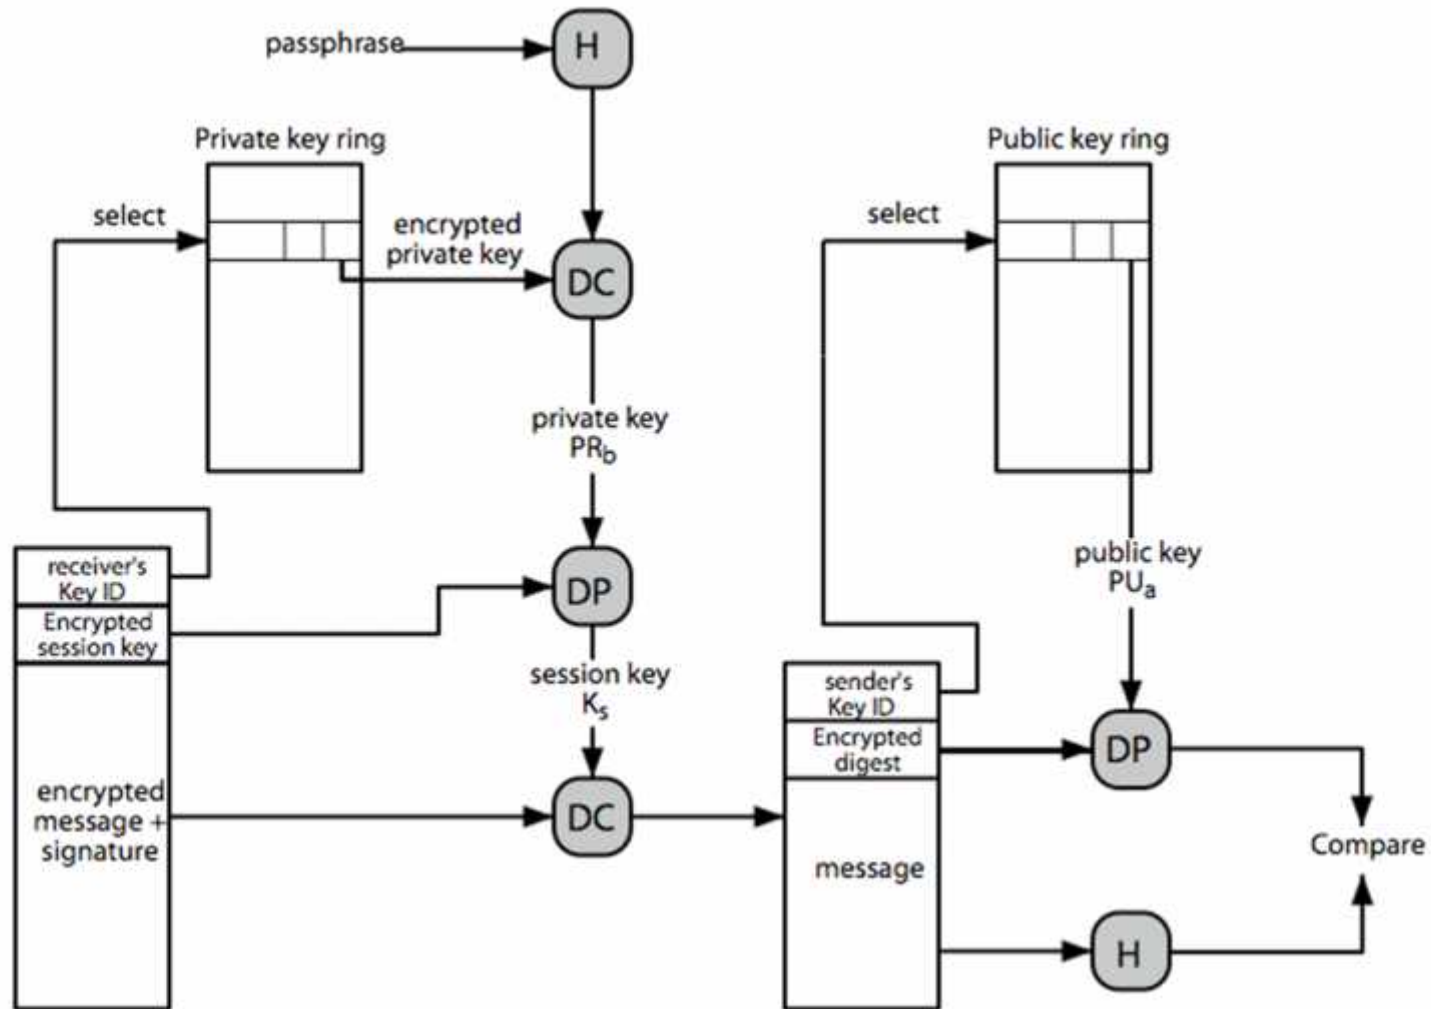 passphrase
H
Private key ring
Public key ring
select
encrypted
private key
select
DC
private key
PRb
receiver's
Key ID
Encrypted
session key
DP
public key
PUa
session key
Ks
sender's
Key ID
Encrypted
digest
DP
encrypted
message +
signature
DC
message
Compare
H